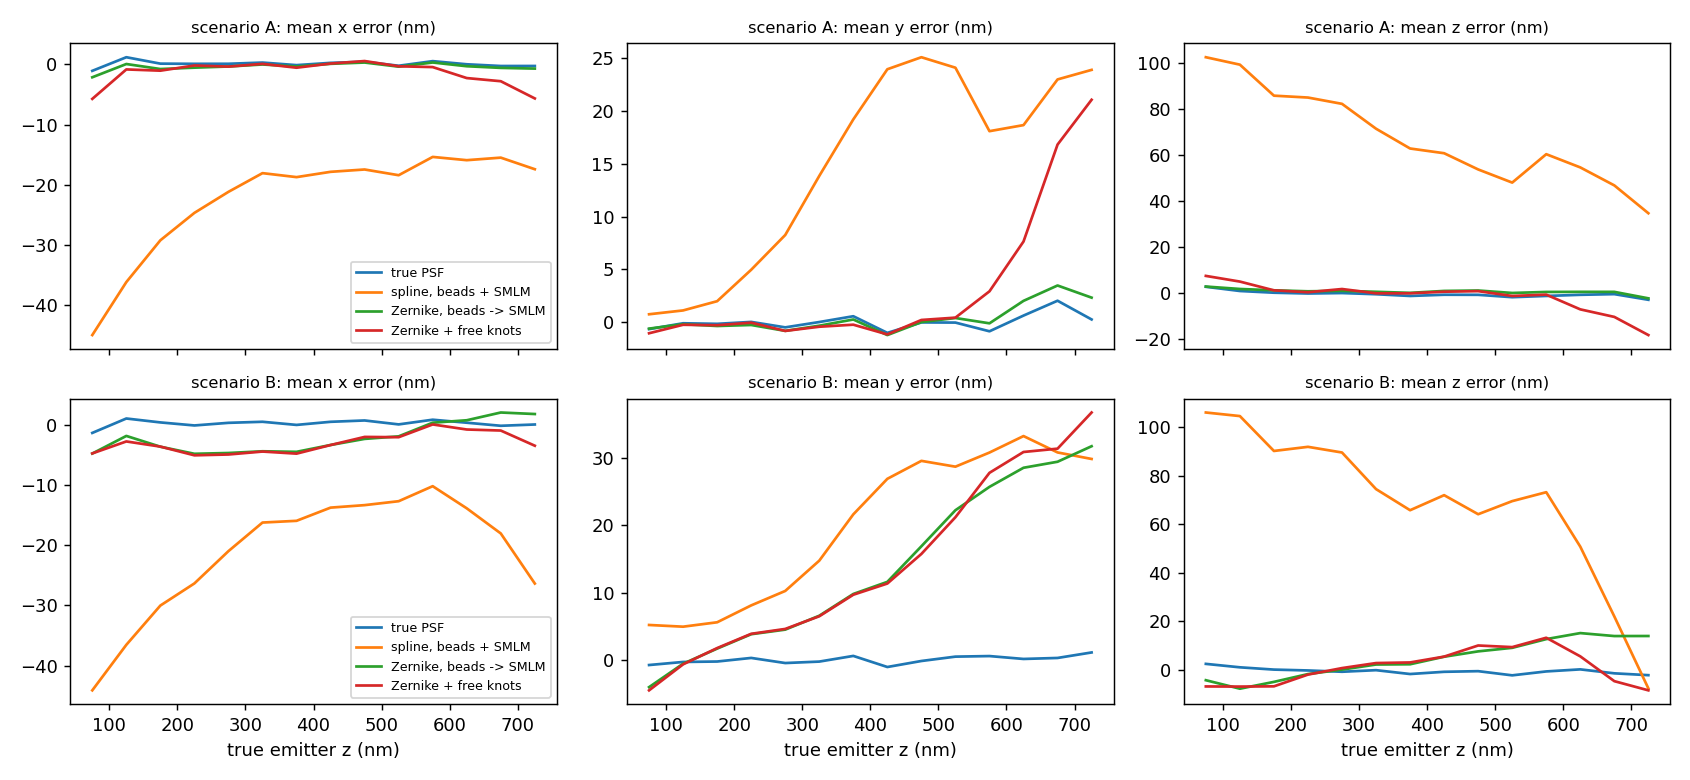 scenario A: mean x error (nm)
0
−10
−20
−30
−40
true PSF
spline, beads + SMLM
Zernike, beads -> SMLM
Zernike + free knots
scenario A: mean y error (nm)
25
20
15
10
5
0
scenario A: mean z error (nm)
100
80
60
40
20
0
−20
scenario B: mean x error (nm)
0
−10
−20
−30
−40
true PSF
spline, beads + SMLM
Zernike, beads -> SMLM
Zernike + free knots
100 200 300 400 500 600 700
true emitter z (nm)
scenario B: mean y error (nm)
30
20
10
0
100 200 300 400 500 600 700
true emitter z (nm)
scenario B: mean z error (nm)
100
80
60
40
20
0
100 200 300 400 500 600 700
true emitter z (nm)